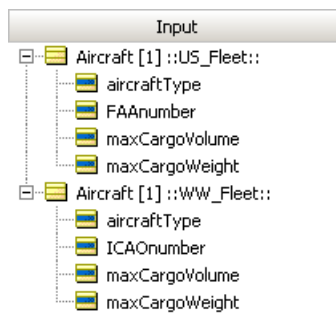 Input
Aircraft [1] ::US_Fleet::
aircraftType
FAAnumber
maxCargoVolume
maxCargoWeight
Aircraft [1] ::WW_Fleet::
aircraftType
ICAOnumber
maxCargoVolume
maxCargoWeight